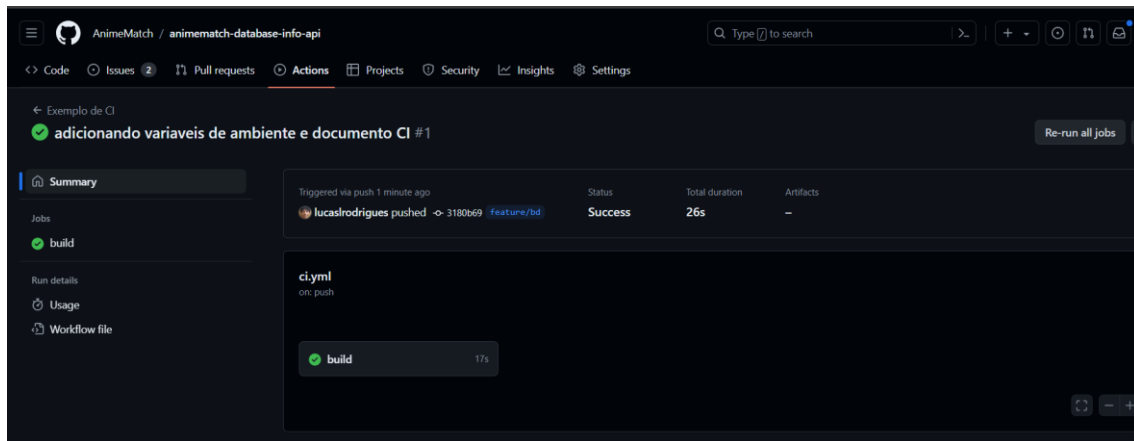 AnimeMatch / animematch-database-info-api
Type / to search
Code Issues 2 Pull requests Actions Projects Security Insights Settings
← Exemplo de CI
adicionando variaveis de ambiente e documento CI #1
Re-run all jobs
Summary
Jobs
build
Run details
Usage
Workflow file
Triggered via push 1 minute ago
lucaslrodrigues pushed 3180b69 feature/bd
Status
Success
Total duration
26s
Artifacts
–
ci.yml
on: push
build 17s